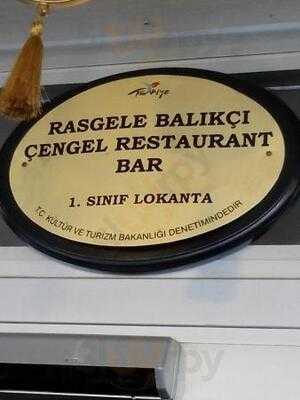 Türkiye
RASGELE BALIKÇI
ÇENGEL RESTAURANT
BAR
1. SINIF LOKANTA
T.C. KÜLTÜR VE TURİZM BAKANLIĞI DENETİMİNDEDİR